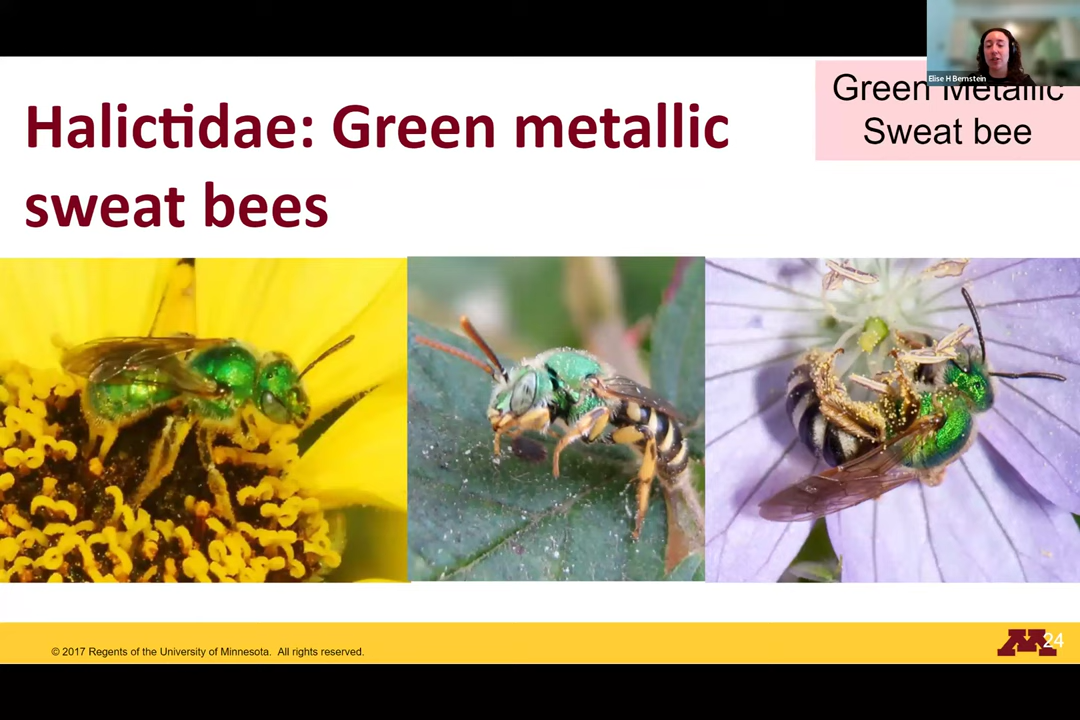 Elise H Bernstein
Green Metallic
Sweat bee
Halictidae: Green metallic
sweat bees
© 2017 Regents of the University of Minnesota. All rights reserved.
M
24